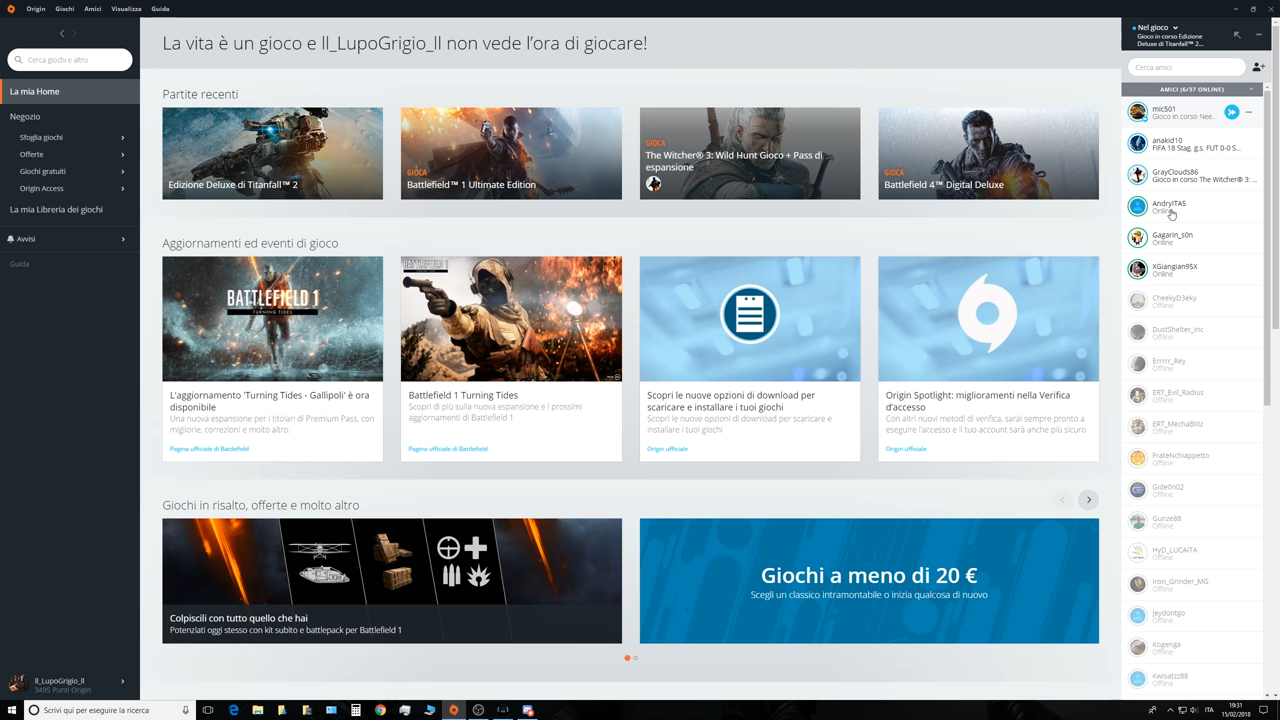 Origin Giochi Amici Visualizza Guida
Cerca giochi e altro
La mia Home
Negozio
Sfoglia giochi
Offerte
Giochi gratuiti
Origin Access
La mia Libreria dei giochi
Avvisi
Guida
ll_LupoGrigio_ll
3495 Punti Origin
La vita è un gioco e ll_LupoGrigio_ll vede l'ora di giocare!
Partite recenti
Edizione Deluxe di Titanfall™ 2
GIOCA
Battlefield™ 1 Ultimate Edition
GIOCA
The Witcher® 3: Wild Hunt Gioco + Pass di
espansione
GIOCA
Battlefield 4™ Digital Deluxe
Aggiornamenti ed eventi di gioco
BATTLEFIELD 1
TURNING TIDES
L'aggiornamento 'Turning Tides - Gallipoli' è ora
disponibile
Una nuova espansione per i titolari di Premium Pass, con
migliorie, correzioni e molto altro.
Pagina ufficiale di Battlefield
BATTLEFIELD 1
Battlefield 1 Turning Tides
Scopri di più sulla nuova espansione e i prossimi
aggiornamenti di Battlefield 1
Pagina ufficiale di Battlefield
Scopri le nuove opzioni di download per
scaricare e installare i tuoi giochi
Scopri le nuove opzioni di download per scaricare e
installare i tuoi giochi
Origin ufficiale
Origin Spotlight: miglioramenti nella Verifica
d'accesso
Con altri nuovi metodi di verifica, sarai sempre pronto a
eseguire l'accesso e il tuo account sarà anche più sicuro
Origin ufficiale
Giochi in risalto, offerte e molto altro
Colpiscili con tutto quello che hai
Potenziati oggi stesso con kit subito e battlepack per Battlefield 1
Giochi a meno di 20 €
Scegli un classico intramontabile o inizia qualcosa di nuovo
Nel gioco
Gioco in corso Edizione
Deluxe di Titanfall™ 2...
Cerca amici
AMICI (6/37 ONLINE)
mic501
Gioco in corso Nee...
anakid10
FIFA 18 Stag. g.s. FUT 0-0 S...
GrayClouds86
Gioco in corso The Witcher® 3: ...
AndryITA5
Online
Gagarin_s0n
Online
XGiangian95X
Online
CheekyD3eky
Offline
DustShelter_Inc
Offline
Errrrr_Rey
Offline
ERT_Evil_Radius
Offline
ERT_MechaBlitz
Offline
FrateNchiappetto
Offline
Gide0n02
Offline
Gunze88
Offline
HyD_LUCAITA
Offline
Iron_Grinder_MG
Offline
Jeydontgo
Offline
Kogenga
Offline
Kwisatzz88
Offline
Scrivi qui per eseguire la ricerca
ITA
19:31
15/02/2018